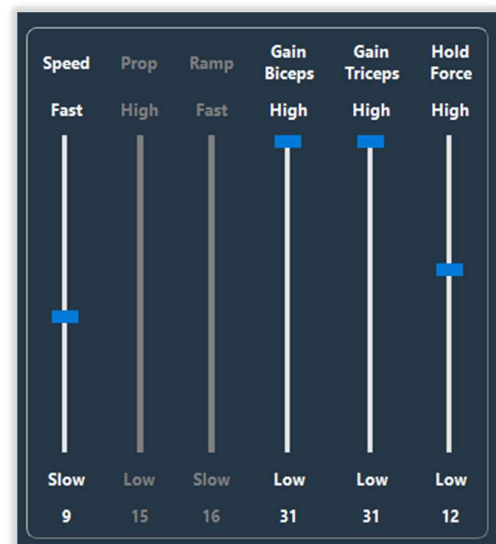 Speed Prop Ramp Gain Biceps Gain Triceps Hold Force
Fast High Fast High High High
Slow Low Slow Low Low Low
9 15 16 31 31 12